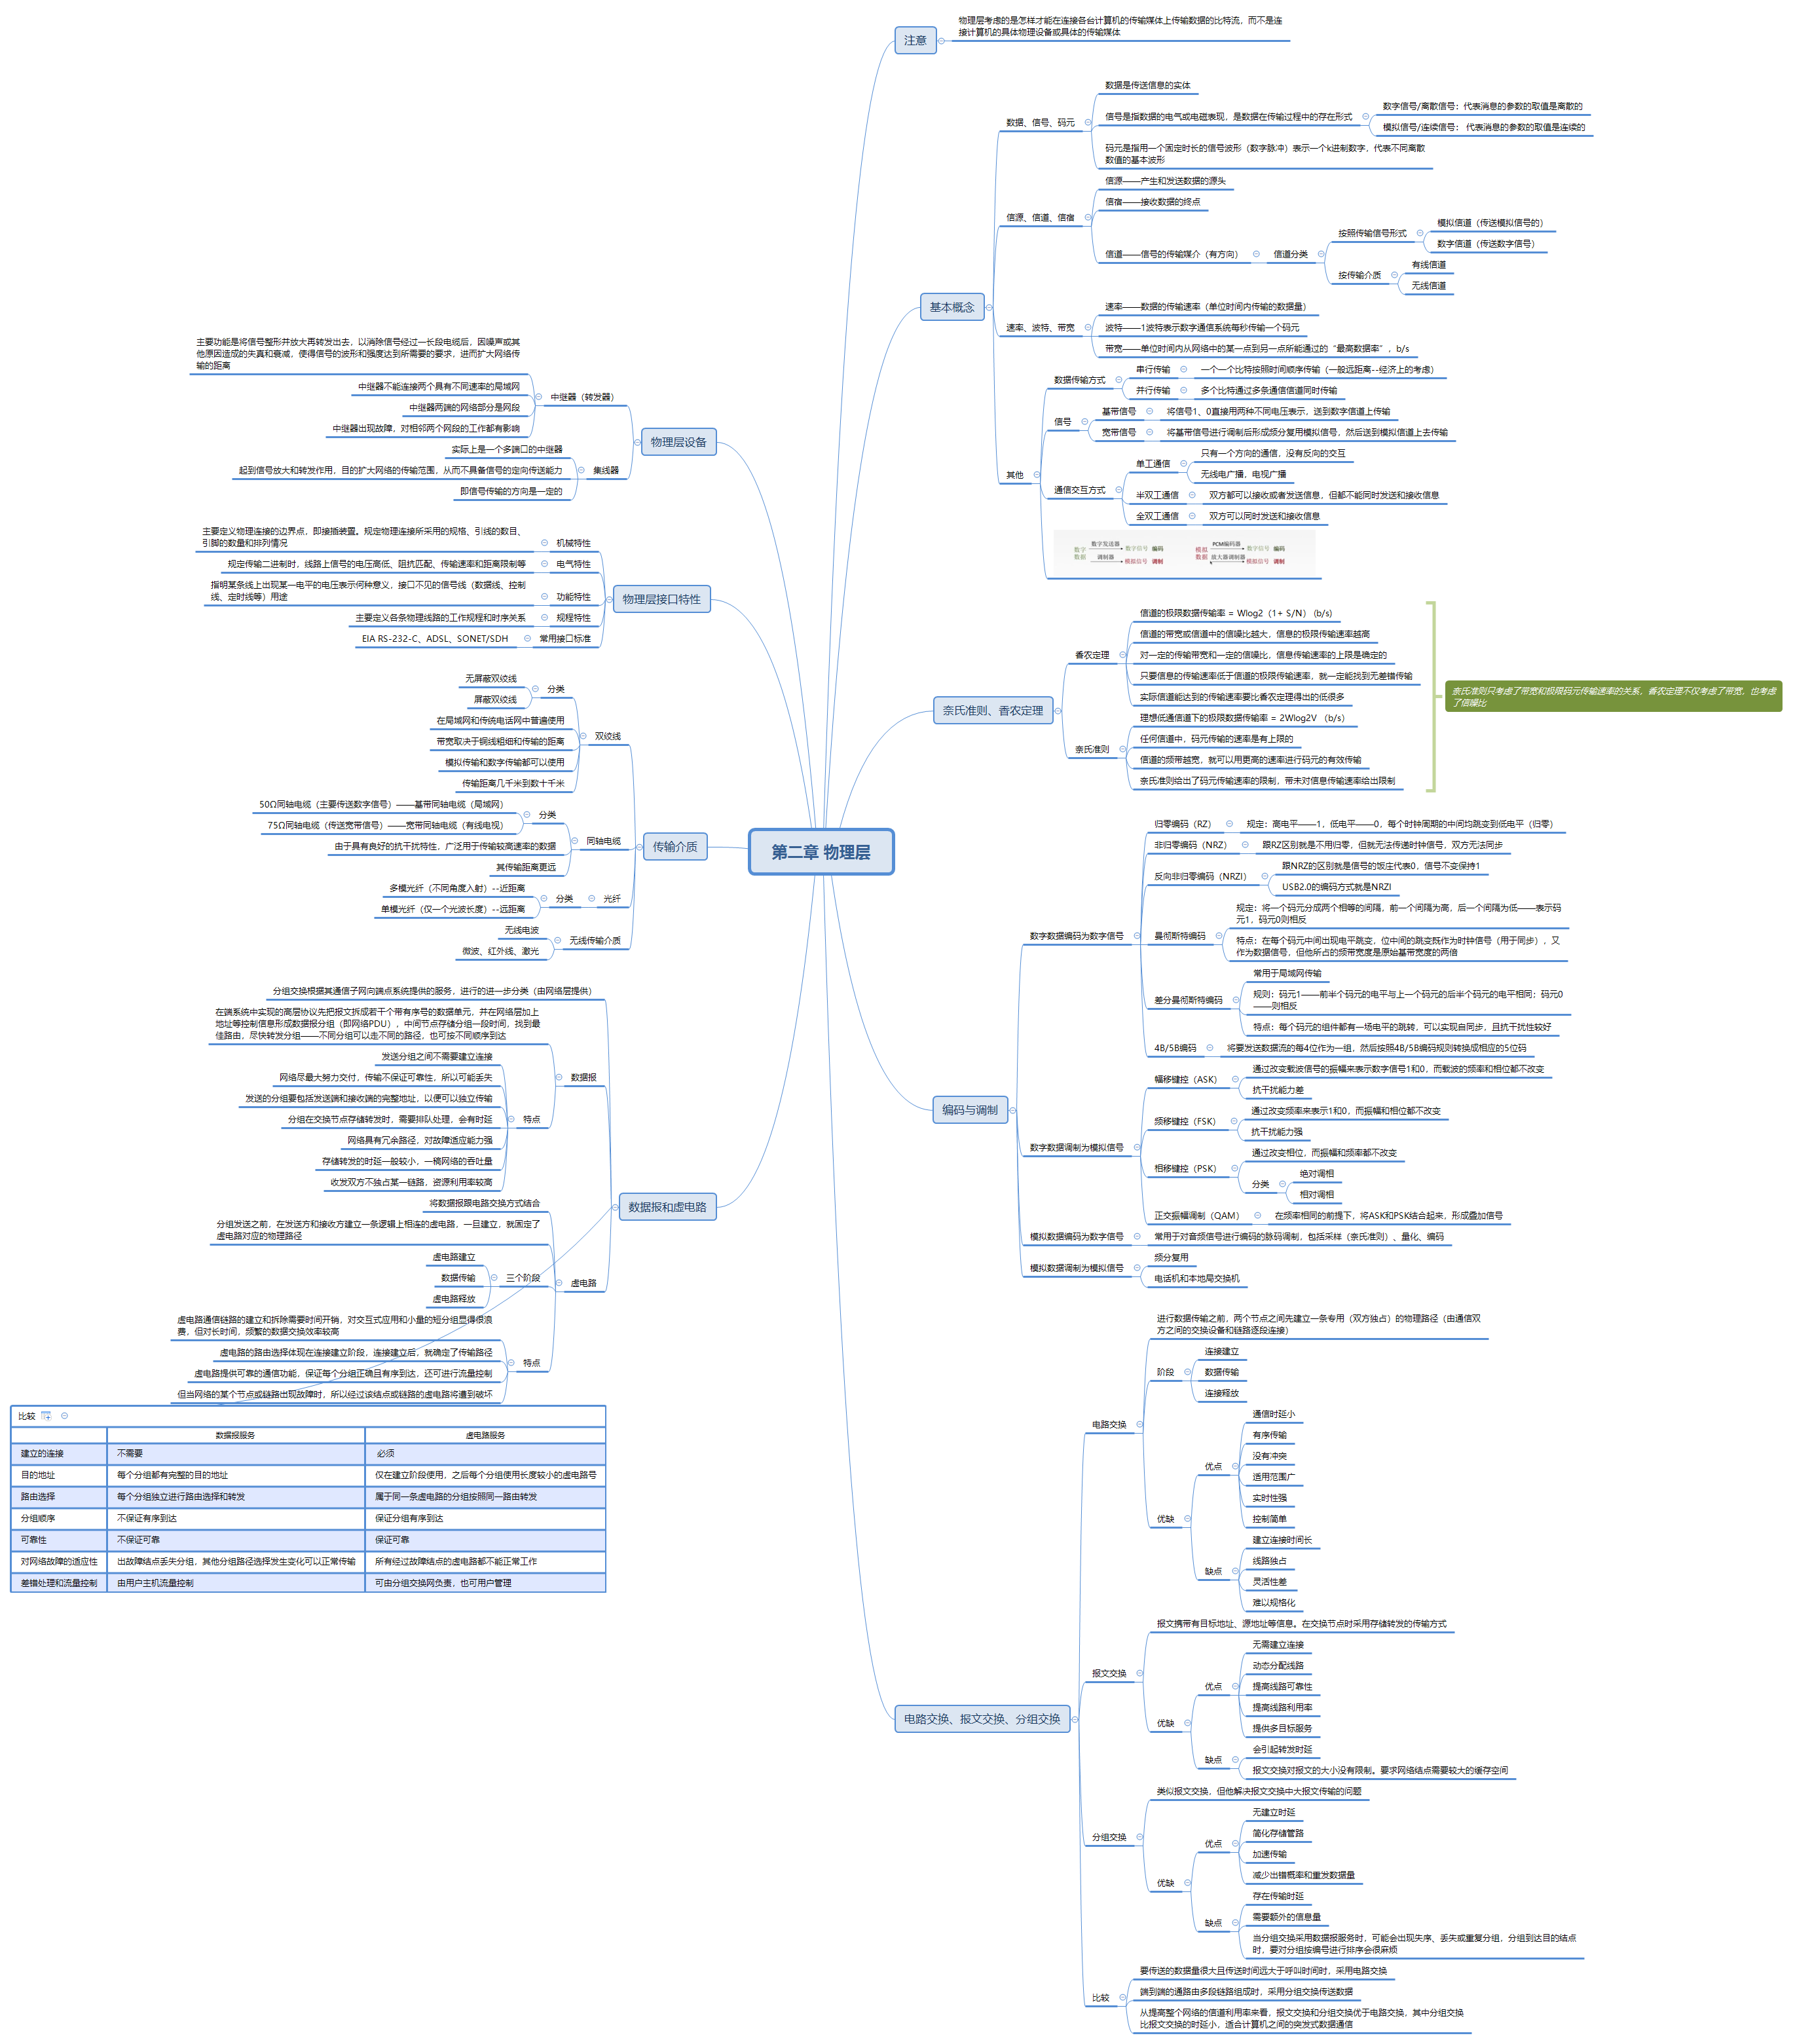 第二章 物理层
注意
物理层考虑的是怎样才能在连接各台计算机的传输媒体上传输数据的比特流，而不是连
接计算机的具体物理设备或具体的传输媒体
基本概念
数据、信号、码元
数据是传送信息的实体
信号是指数据的电气或电磁表现，是数据在传输过程中的存在形式
数字信号/离散信号：代表消息的参数的取值是离散的
模拟信号/连续信号： 代表消息的参数的取值是连续的
码元是指用一个固定时长的信号波形（数字脉冲）表示一个k进制数字，代表不同离散
数值的基本波形
信源、信道、信宿
信源——产生和发送数据的源头
信宿——接收数据的终点
信道——信号的传输媒介（有方向）
信道分类
按照传输信号形式
模拟信道（传送模拟信号的）
数字信道（传送数字信号）
按传输介质
有线信道
无线信道
速率、波特、带宽
速率——数据的传输速率（单位时间内传输的数据量）
波特——1波特表示数字通信系统每秒传输一个码元
带宽——单位时间内从网络中的某一点到另一点所能通过的“最高数据率”，b/s
其他
数据传输方式
串行传输
一个一个比特按照时间顺序传输（一般远距离--经济上的考虑）
并行传输
多个比特通过多条通信信道同时传输
信号
基带信号
将信号1、0直接用两种不同电压表示，送到数字信道上传输
宽带信号
将基带信号进行调制后形成频分复用模拟信号，然后送到模拟信道上去传输
通信交互方式
单工通信
只有一个方向的通信，没有反向的交互
无线电广播，电视广播
半双工通信
双方都可以接收或者发送信息，但都不能同时发送和接收信息
全双工通信
双方可以同时发送和接收信息
数字
数据
数字发送器
数字信号 编码
调制器
模拟信号 调制
模拟
数据
PCM编码器
数字信号 编码
放大器调制器
模拟信号 调制
奈氏准则、香农定理
香农定理
信道的极限数据传输率 = Wlog2（1+ S/N）(b/s)
信道的带宽或信道中的信噪比越大，信息的极限传输速率越高
对一定的传输带宽和一定的信噪比，信息传输速率的上限是确定的
只要信息的传输速率低于信道的极限传输速率，就一定能找到无差错传输
实际信道能达到的传输速率要比香农定理得出的低很多
奈氏准则
理想低通信道下的极限数据传输率 = 2Wlog2V （b/s）
任何信道中，码元传输的速率是有上限的
信道的频带越宽，就可以用更高的速率进行码元的有效传输
奈氏准则给出了码元传输速率的限制，带未对信息传输速率给出限制
奈氏准则只考虑了带宽和极限码元传输速率的关系，香农定理不仅考虑了带宽，也考虑
了信噪比
编码与调制
数字数据编码为数字信号
归零编码（RZ）
规定：高电平——1，低电平——0，每个时钟周期的中间均跳变到低电平（归零）
非归零编码（NRZ）
跟RZ区别就是不用归零，但就无法传递时钟信号，双方无法同步
反向非归零编码（NRZI）
跟NRZ的区别就是信号的饭庄代表0，信号不变保持1
USB2.0的编码方式就是NRZI
曼彻斯特编码
规定：将一个码元分成两个相等的间隔，前一个间隔为高，后一个间隔为低——表示码
元1，码元0则相反
特点：在每个码元中间出现电平跳变，位中间的跳变既作为时钟信号（用于同步），又
作为数据信号，但他所占的频带宽度是原始基带宽度的两倍
差分曼彻斯特编码
常用于局域网传输
规则：码元1——前半个码元的电平与上一个码元的后半个码元的电平相同；码元0
——则相反
特点：每个码元的组件都有一场电平的跳转，可以实现自同步，且抗干扰性较好
4B/5B编码
将要发送数据流的每4位作为一组，然后按照4B/5B编码规则转换成相应的5位码
数字数据调制为模拟信号
幅移键控（ASK）
通过改变载波信号的振幅来表示数字信号1和0，而载波的频率和相位都不改变
抗干扰能力差
频移键控（FSK）
通过改变频率来表示1和0，而振幅和相位都不改变
抗干扰能力强
相移键控（PSK）
通过改变相位，而振幅和频率都不改变
分类
绝对调相
相对调相
正交振幅调制（QAM）
在频率相同的前提下，将ASK和PSK结合起来，形成叠加信号
模拟数据编码为数字信号
常用于对音频信号进行编码的脉码调制，包括采样（奈氏准则）、量化、编码
模拟数据调制为模拟信号
频分复用
电话机和本地局交换机
电路交换、报文交换、分组交换
电路交换
进行数据传输之前，两个节点之间先建立一条专用（双方独占）的物理路径（由通信双
方之间的交换设备和链路逐段连接）
阶段
连接建立
数据传输
连接释放
优缺
优点
通信时延小
有序传输
没有冲突
适用范围广
实时性强
控制简单
缺点
建立连接时间长
线路独占
灵活性差
难以规格化
报文交换
报文携带有目标地址、源地址等信息。在交换节点时采用存储转发的传输方式
优缺
优点
无需建立连接
动态分配线路
提高线路可靠性
提高线路利用率
提供多目标服务
缺点
会引起转发时延
报文交换对报文的大小没有限制。要求网络结点需要较大的缓存空间
分组交换
类似报文交换，但他解决报文交换中大报文传输的问题
优缺
优点
无建立时延
简化存储管路
加速传输
减少出错概率和重发数据量
缺点
存在传输时延
需要额外的信息量
当分组交换采用数据报服务时，可能会出现失序、丢失或重复分组，分组到达目的结点
时，要对分组按编号进行排序会很麻烦
比较
要传送的数据量很大且传送时间远大于呼叫时间时，采用电路交换
端到端的通路由多段链路组成时，采用分组交换传送数据
从提高整个网络的信道利用率来看，报文交换和分组交换优于电路交换，其中分组交换
比报文交换的时延小，适合计算机之间的突发式数据通信
物理层设备
中继器（转发器）
主要功能是将信号整形并放大再转发出去，以消除信号经过一长段电缆后，因噪声或其
他原因造成的失真和衰减，使得信号的波形和强度达到所需要的要求，进而扩大网络传
输的距离
中继器不能连接两个具有不同速率的局域网
中继器两端的网络部分是网段
中继器出现故障，对相邻两个网段的工作都有影响
集线器
实际上是一个多端口的中继器
起到信号放大和转发作用，目的扩大网络的传输范围，从而不具备信号的定向传送能力
即信号传输的方向是一定的
物理层接口特性
机械特性
主要定义物理连接的边界点，即接插装置。规定物理连接所采用的规格、引线的数目、
引脚的数量和排列情况
电气特性
规定传输二进制时，线路上信号的电压高低、阻抗匹配、传输速率和距离限制等
功能特性
指明某条线上出现某一电平的电压表示何种意义，接口不见的信号线（数据线、控制
线、定时线等）用途
规程特性
主要定义各条物理线路的工作规程和时序关系
常用接口标准
EIA RS-232-C、ADSL、SONET/SDH
传输介质
双绞线
分类
无屏蔽双绞线
屏蔽双绞线
在局域网和传统电话网中普遍使用
带宽取决于铜线粗细和传输的距离
模拟传输和数字传输都可以使用
传输距离几千米到数十千米
同轴电缆
分类
50Ω同轴电缆（主要传送数字信号）——基带同轴电缆（局域网）
75Ω同轴电缆（传送宽带信号）——宽带同轴电缆（有线电视）
由于具有良好的抗干扰特性，广泛用于传输较高速率的数据
其传输距离更远
光纤
分类
多模光纤（不同角度入射）--近距离
单模光纤（仅一个光波长度）--远距离
无线传输介质
无线电波
微波、红外线、激光
数据报和虚电路
分组交换根据其通信子网向端点系统提供的服务，进行的进一步分类（由网络层提供）
数据报
在端系统中实现的高层协议先把报文拆成若干个带有序号的数据单元，并在网络层加上
地址等控制信息形成数据报分组（即网络PDU），中间节点存储分组一段时间，找到最
佳路由，尽快转发分组——不同分组可以走不同的路径，也可按不同顺序到达
特点
发送分组之间不需要建立连接
网络尽最大努力交付，传输不保证可靠性，所以可能丢失
发送的分组要包括发送端和接收端的完整地址，以便可以独立传输
分组在交换节点存储转发时，需要排队处理，会有时延
网络具有冗余路径，对故障适应能力强
存储转发的时延一般较小，一稿网络的吞吐量
收发双方不独占某一链路，资源利用率较高
虚电路
将数据报跟电路交换方式结合
分组发送之前，在发送方和接收方建立一条逻辑上相连的虚电路，一旦建立，就固定了
虚电路对应的物理路径
三个阶段
虚电路建立
数据传输
虚电路释放
特点
虚电路通信链路的建立和拆除需要时间开销，对交互式应用和小量的短分组显得很浪
费，但对长时间，频繁的数据交换效率较高
虚电路的路由选择体现在连接建立阶段，连接建立后，就确定了传输路径
虚电路提供可靠的通信功能，保证每个分组正确且有序到达，还可进行流量控制
但当网络的某个节点或链路出现故障时，所以经过该结点或链路的虚电路将遭到破坏
比较
数据报服务 虚电路服务
建立的连接 不需要 必须
目的地址 每个分组都有完整的目的地址 仅在建立阶段使用，之后每个分组使用长度较小的虚电路号
路由选择 每个分组独立进行路由选择和转发 属于同一条虚电路的分组按照同一路由转发
分组顺序 不保证有序到达 保证分组有序到达
可靠性 不保证可靠 保证可靠
对网络故障的适应性 出故障结点丢失分组，其他分组路径选择发生变化可以正常传输 所有经过故障结点的虚电路都不能正常工作
差错处理和流量控制 由用户主机流量控制 可由分组交换网负责，也可用户管理